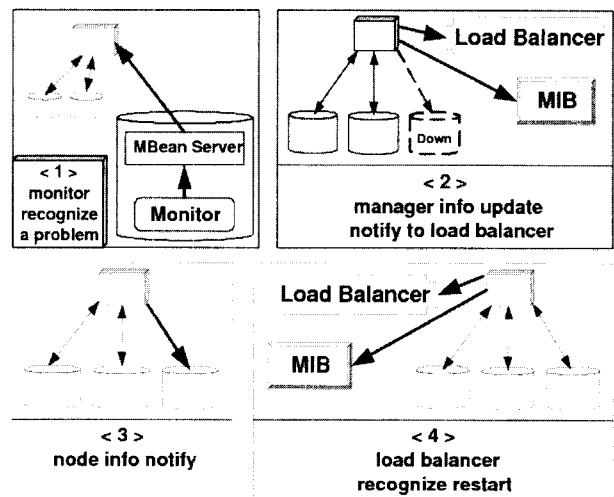 MBean Server
Monitor
< 1 >
monitor
recognize
a problem
Load Balancer
MIB
Down
< 2 >
manager info update
notify to load balancer
< 3 >
node info notify
Load Balancer
MIB
< 4 >
load balancer
recognize restart